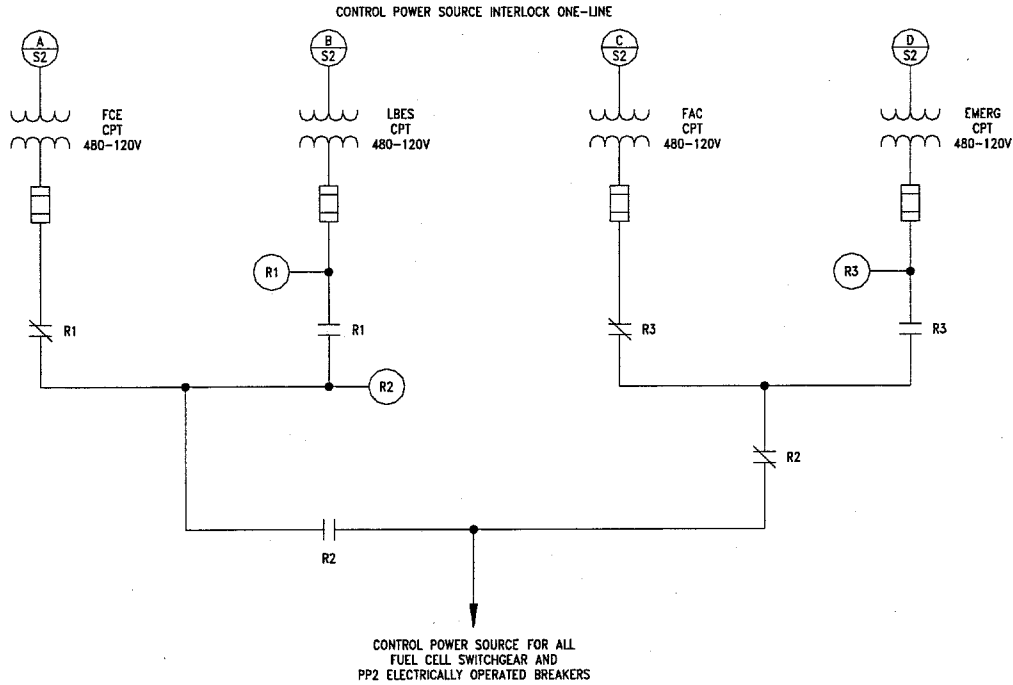 CONTROL POWER SOURCE INTERLOCK ONE-LINE
A
S2
B
S2
C
S2
D
S2
FCE
CPT
480-120V
LBES
CPT
480-120V
FAC
CPT
480-120V
EMERG
CPT
480-120V
R1
R3
R1
R1
R3
R3
R2
R2
R2
CONTROL POWER SOURCE FOR ALL
FUEL CELL SWITCHGEAR AND
PP2 ELECTRICALLY OPERATED BREAKERS